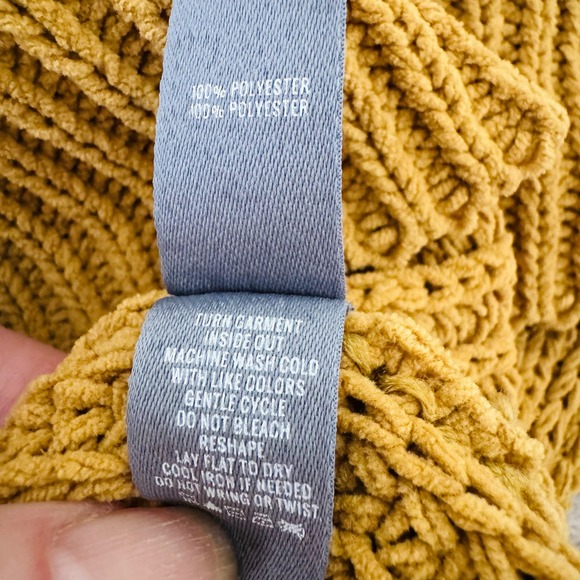 100% POLYESTER
100% POLYESTER
TURN GARMENT
INSIDE OUT
MACHINE WASH COLD
WITH LIKE COLORS
GENTLE CYCLE
DO NOT BLEACH
RESHAPE
LAY FLAT TO DRY
COOL IRON IF NEEDED
DO NOT WRING OR TWIST